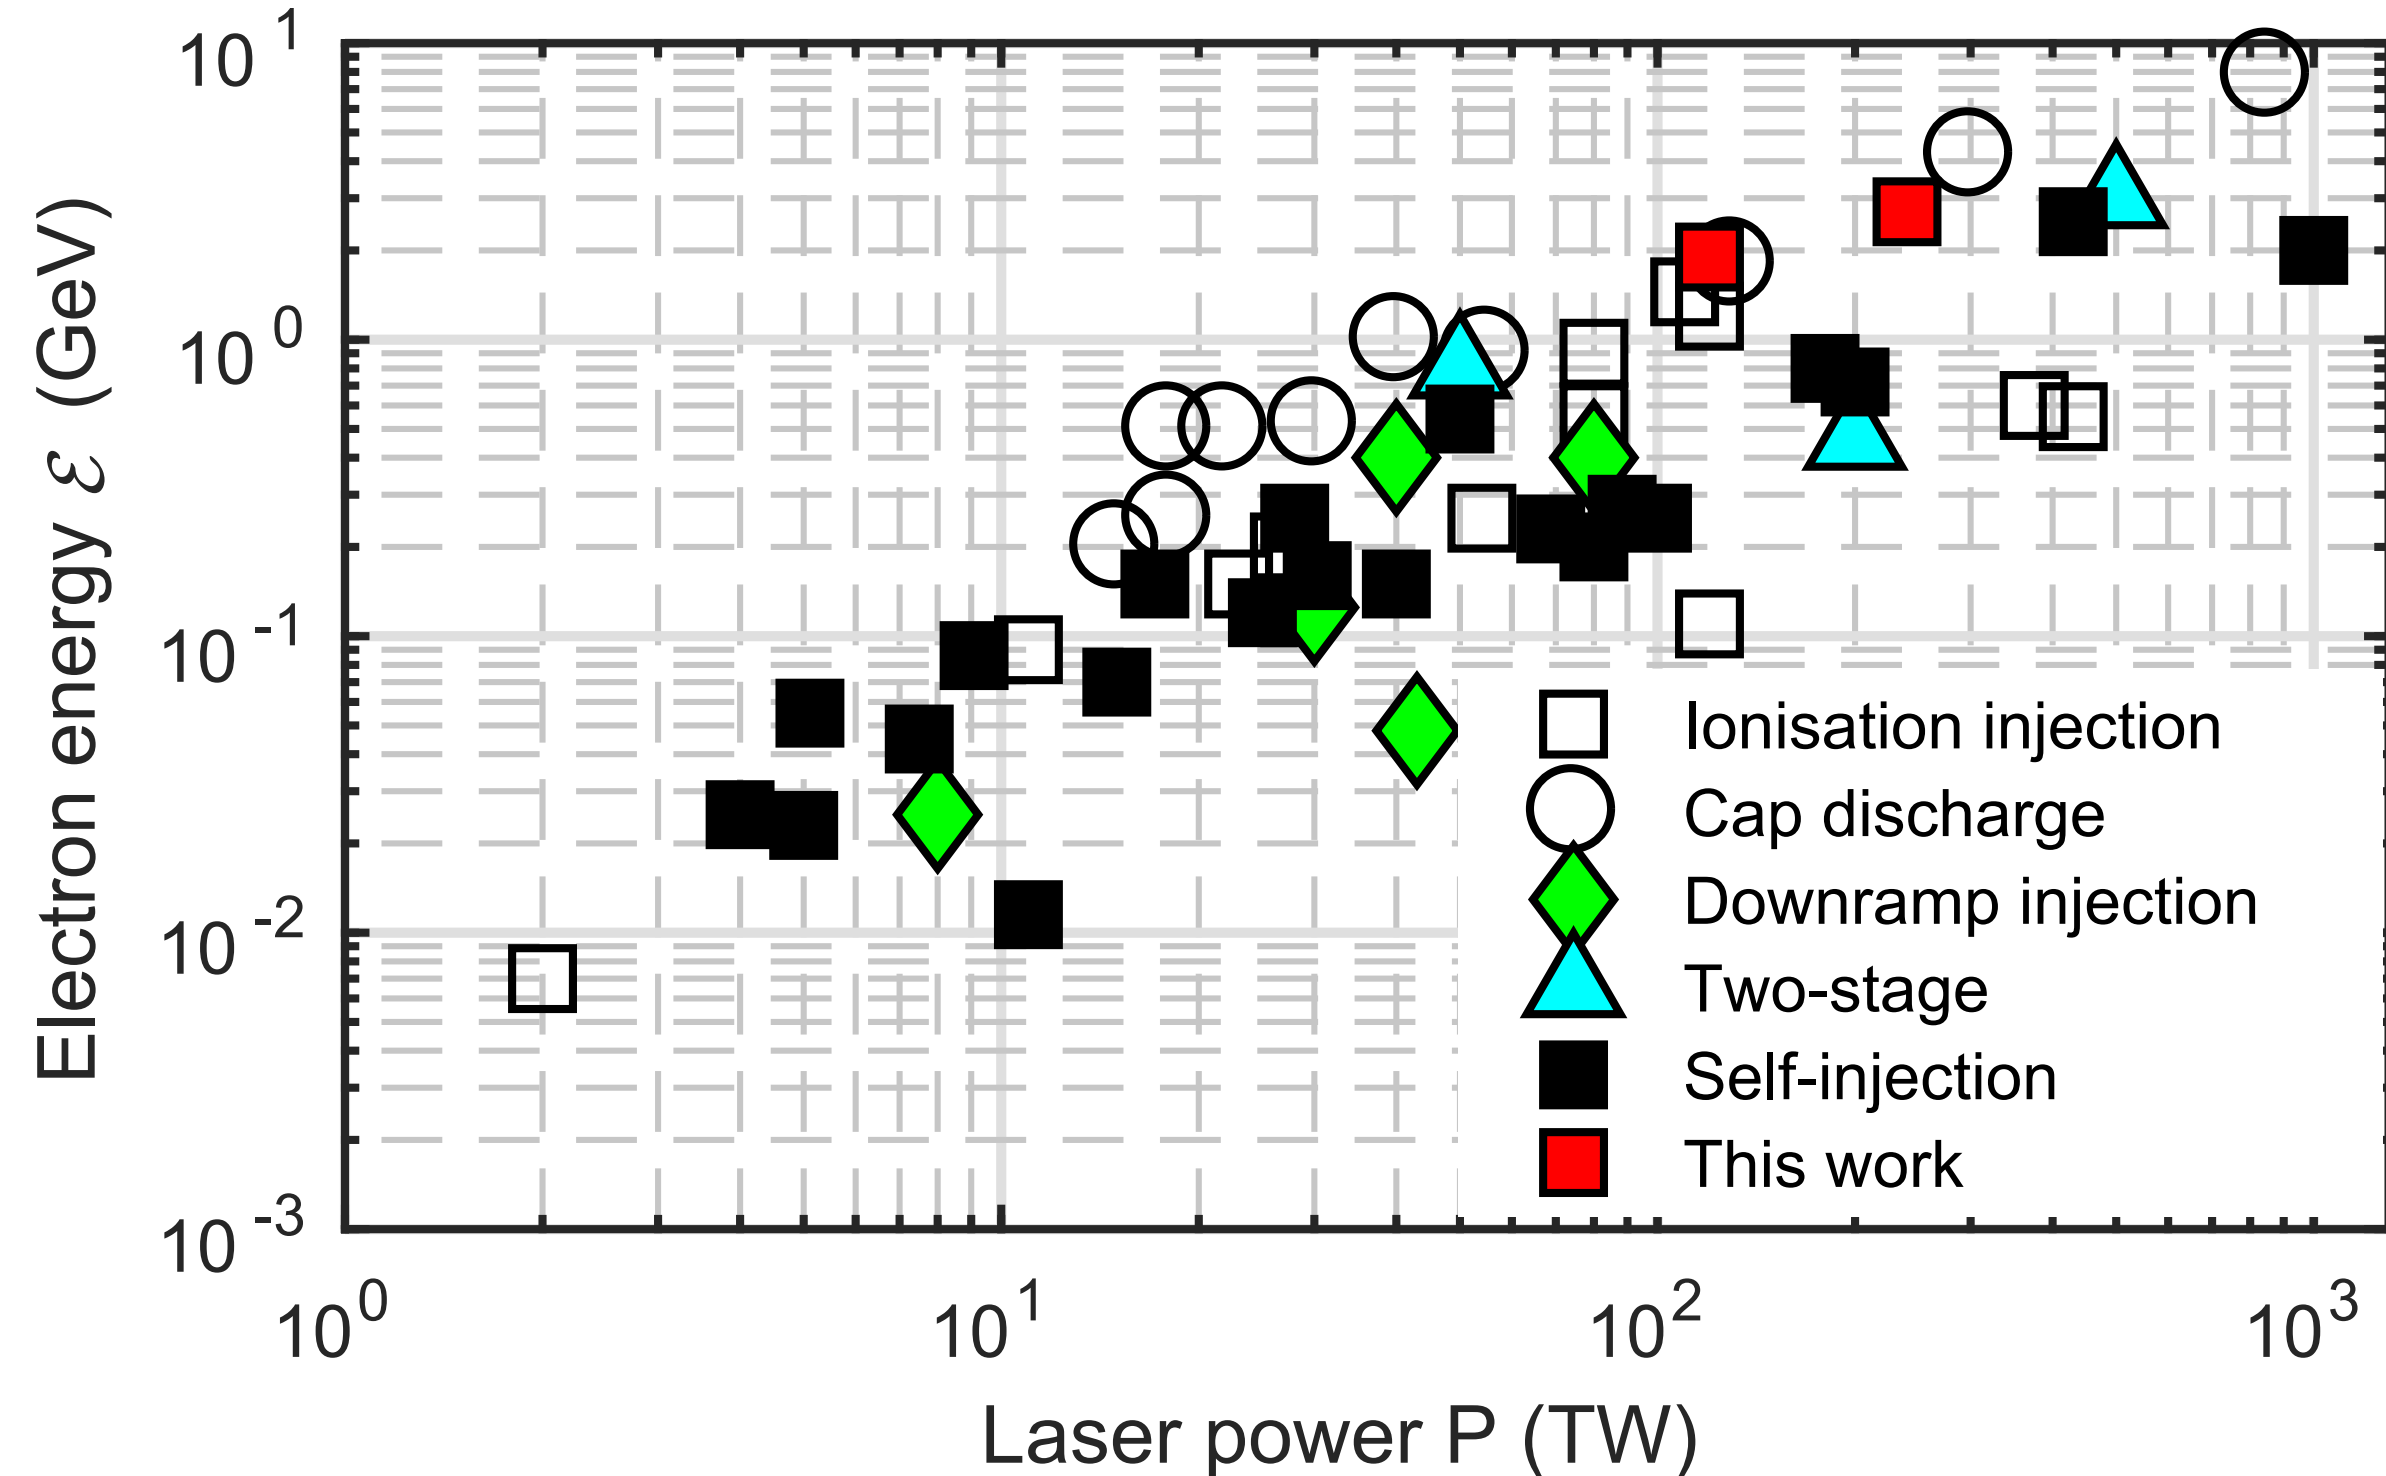 Electron energy ℰ (GeV)
10^1
10^0
10^-1
10^-2
10^-3
Ionisation injection
Cap discharge
Downramp injection
Two-stage
Self-injection
This work
10^0 10^1 10^2 10^3
Laser power P (TW)